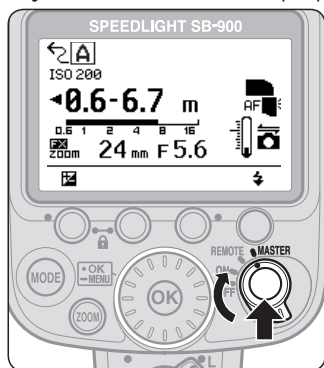 SPEEDLIGHT SB-900
A
ISO 200
0.6-6.7 m
AF
0.6 1 2 4 8 16
FX
zoom 24 mm F 5.6
REMOTE MASTER
ON
OFF
MODE
OK
MENU
ZOOM
OK
L